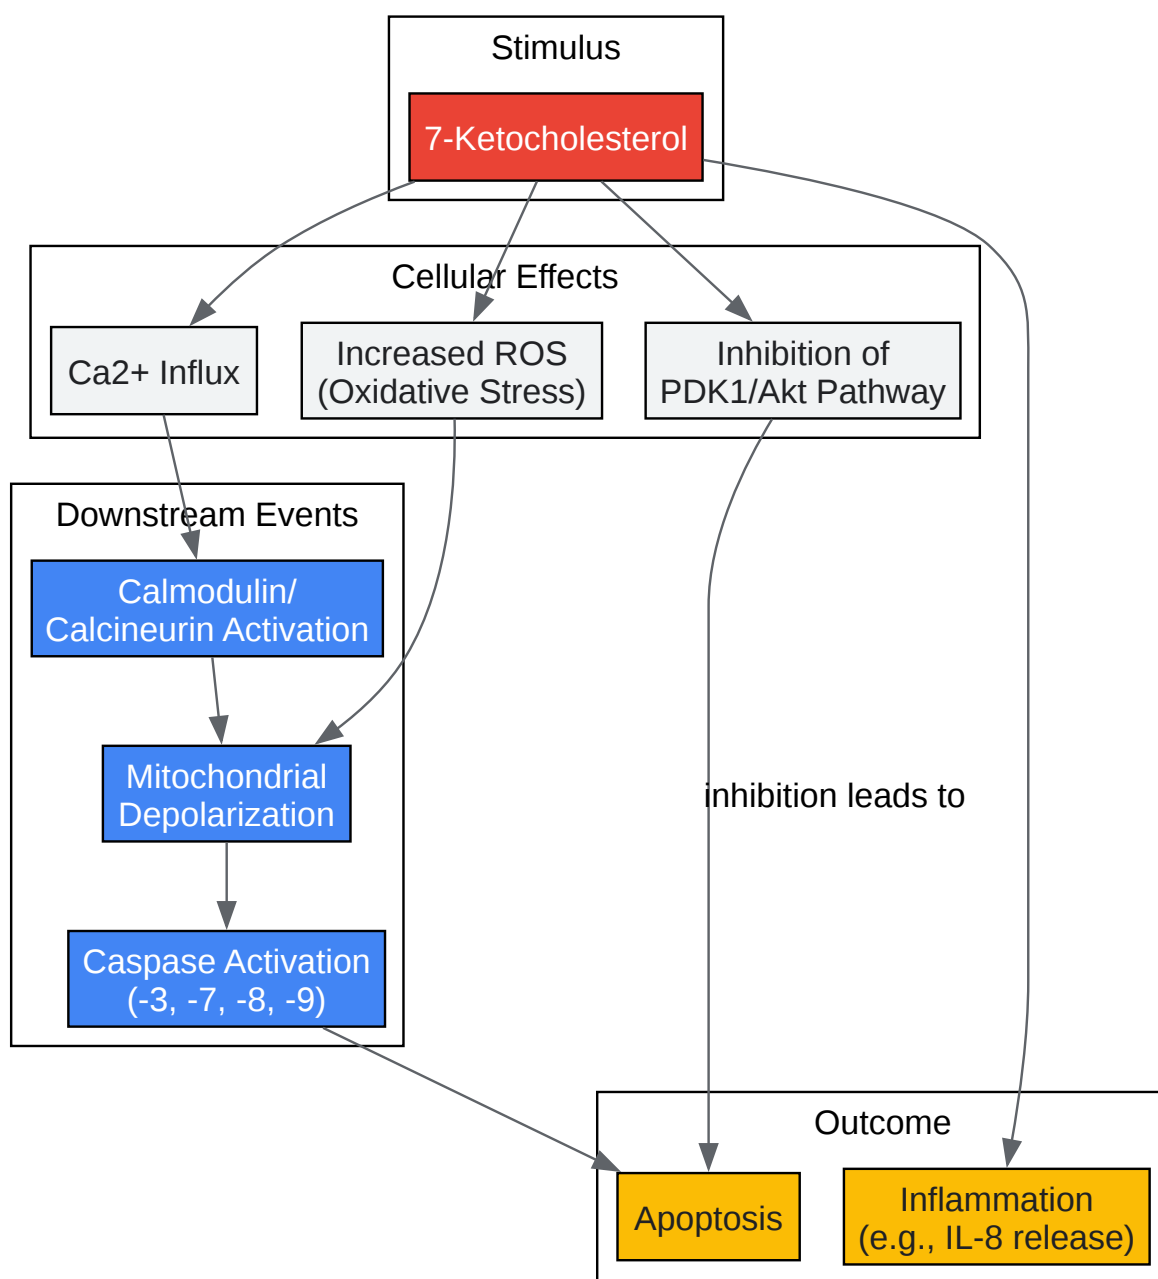 Stimulus
7-Ketocholesterol
Cellular Effects
Ca2+ Influx
Increased ROS
(Oxidative Stress)
Inhibition of
PDK1/Akt Pathway
Downstream Events
Calmodulin/
Calcineurin Activation
Mitochondrial
Depolarization
inhibition leads to
Caspase Activation
(-3, -7, -8, -9)
Outcome
Apoptosis
Inflammation
(e.g., IL-8 release)